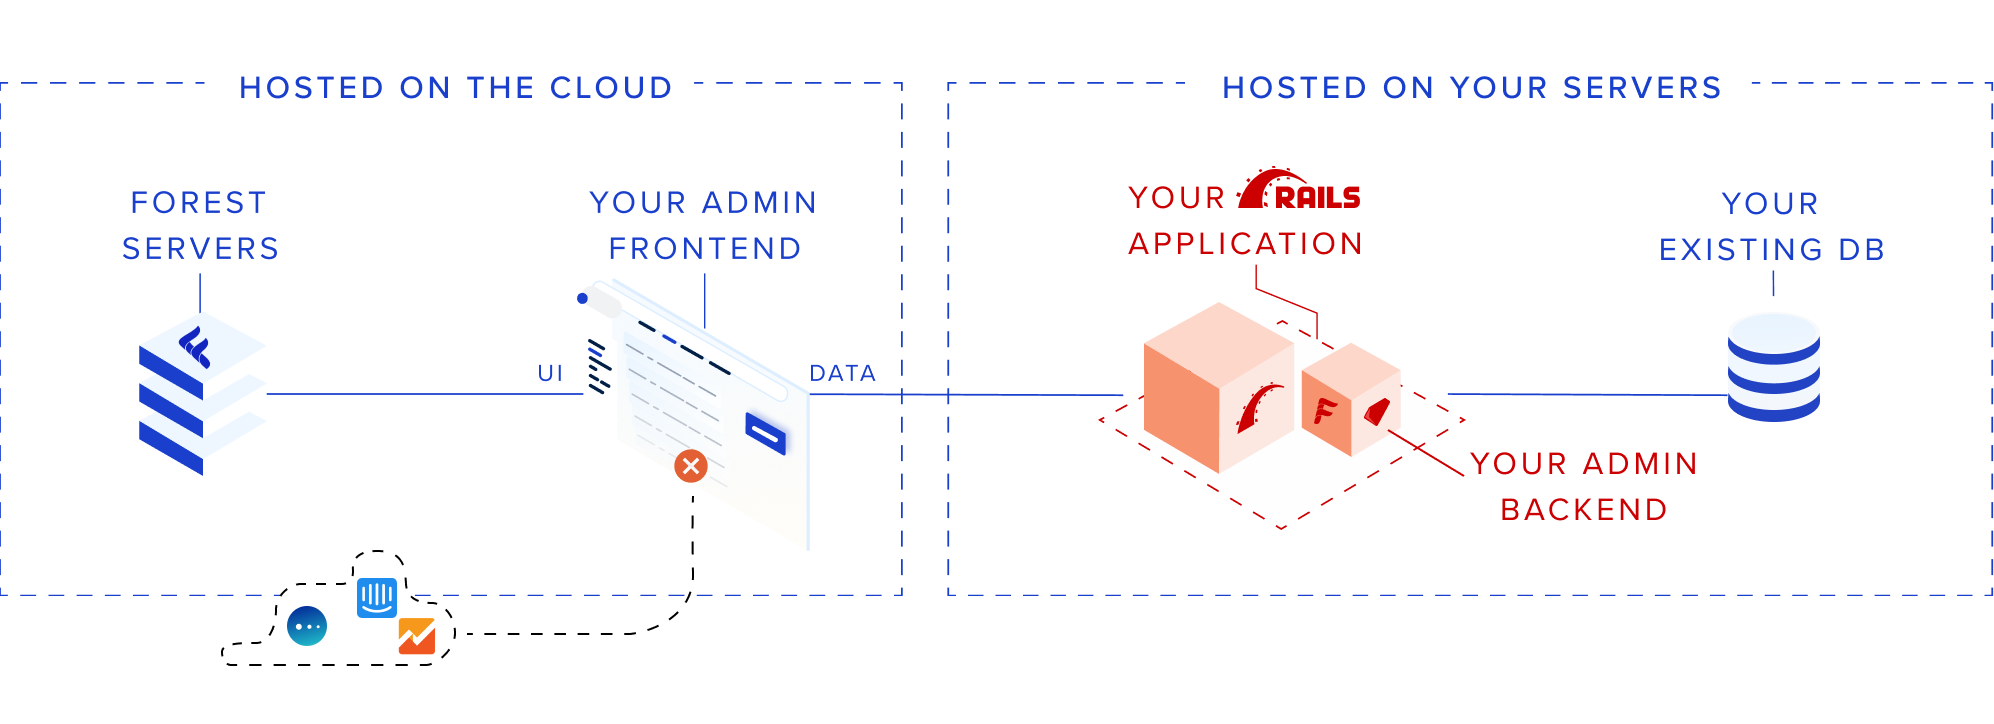 HOSTED ON THE CLOUD
HOSTED ON YOUR SERVERS
FOREST
SERVERS
YOUR ADMIN
FRONTEND
YOUR RAILS
APPLICATION
YOUR
EXISTING DB
UI
DATA
F
YOUR ADMIN
BACKEND